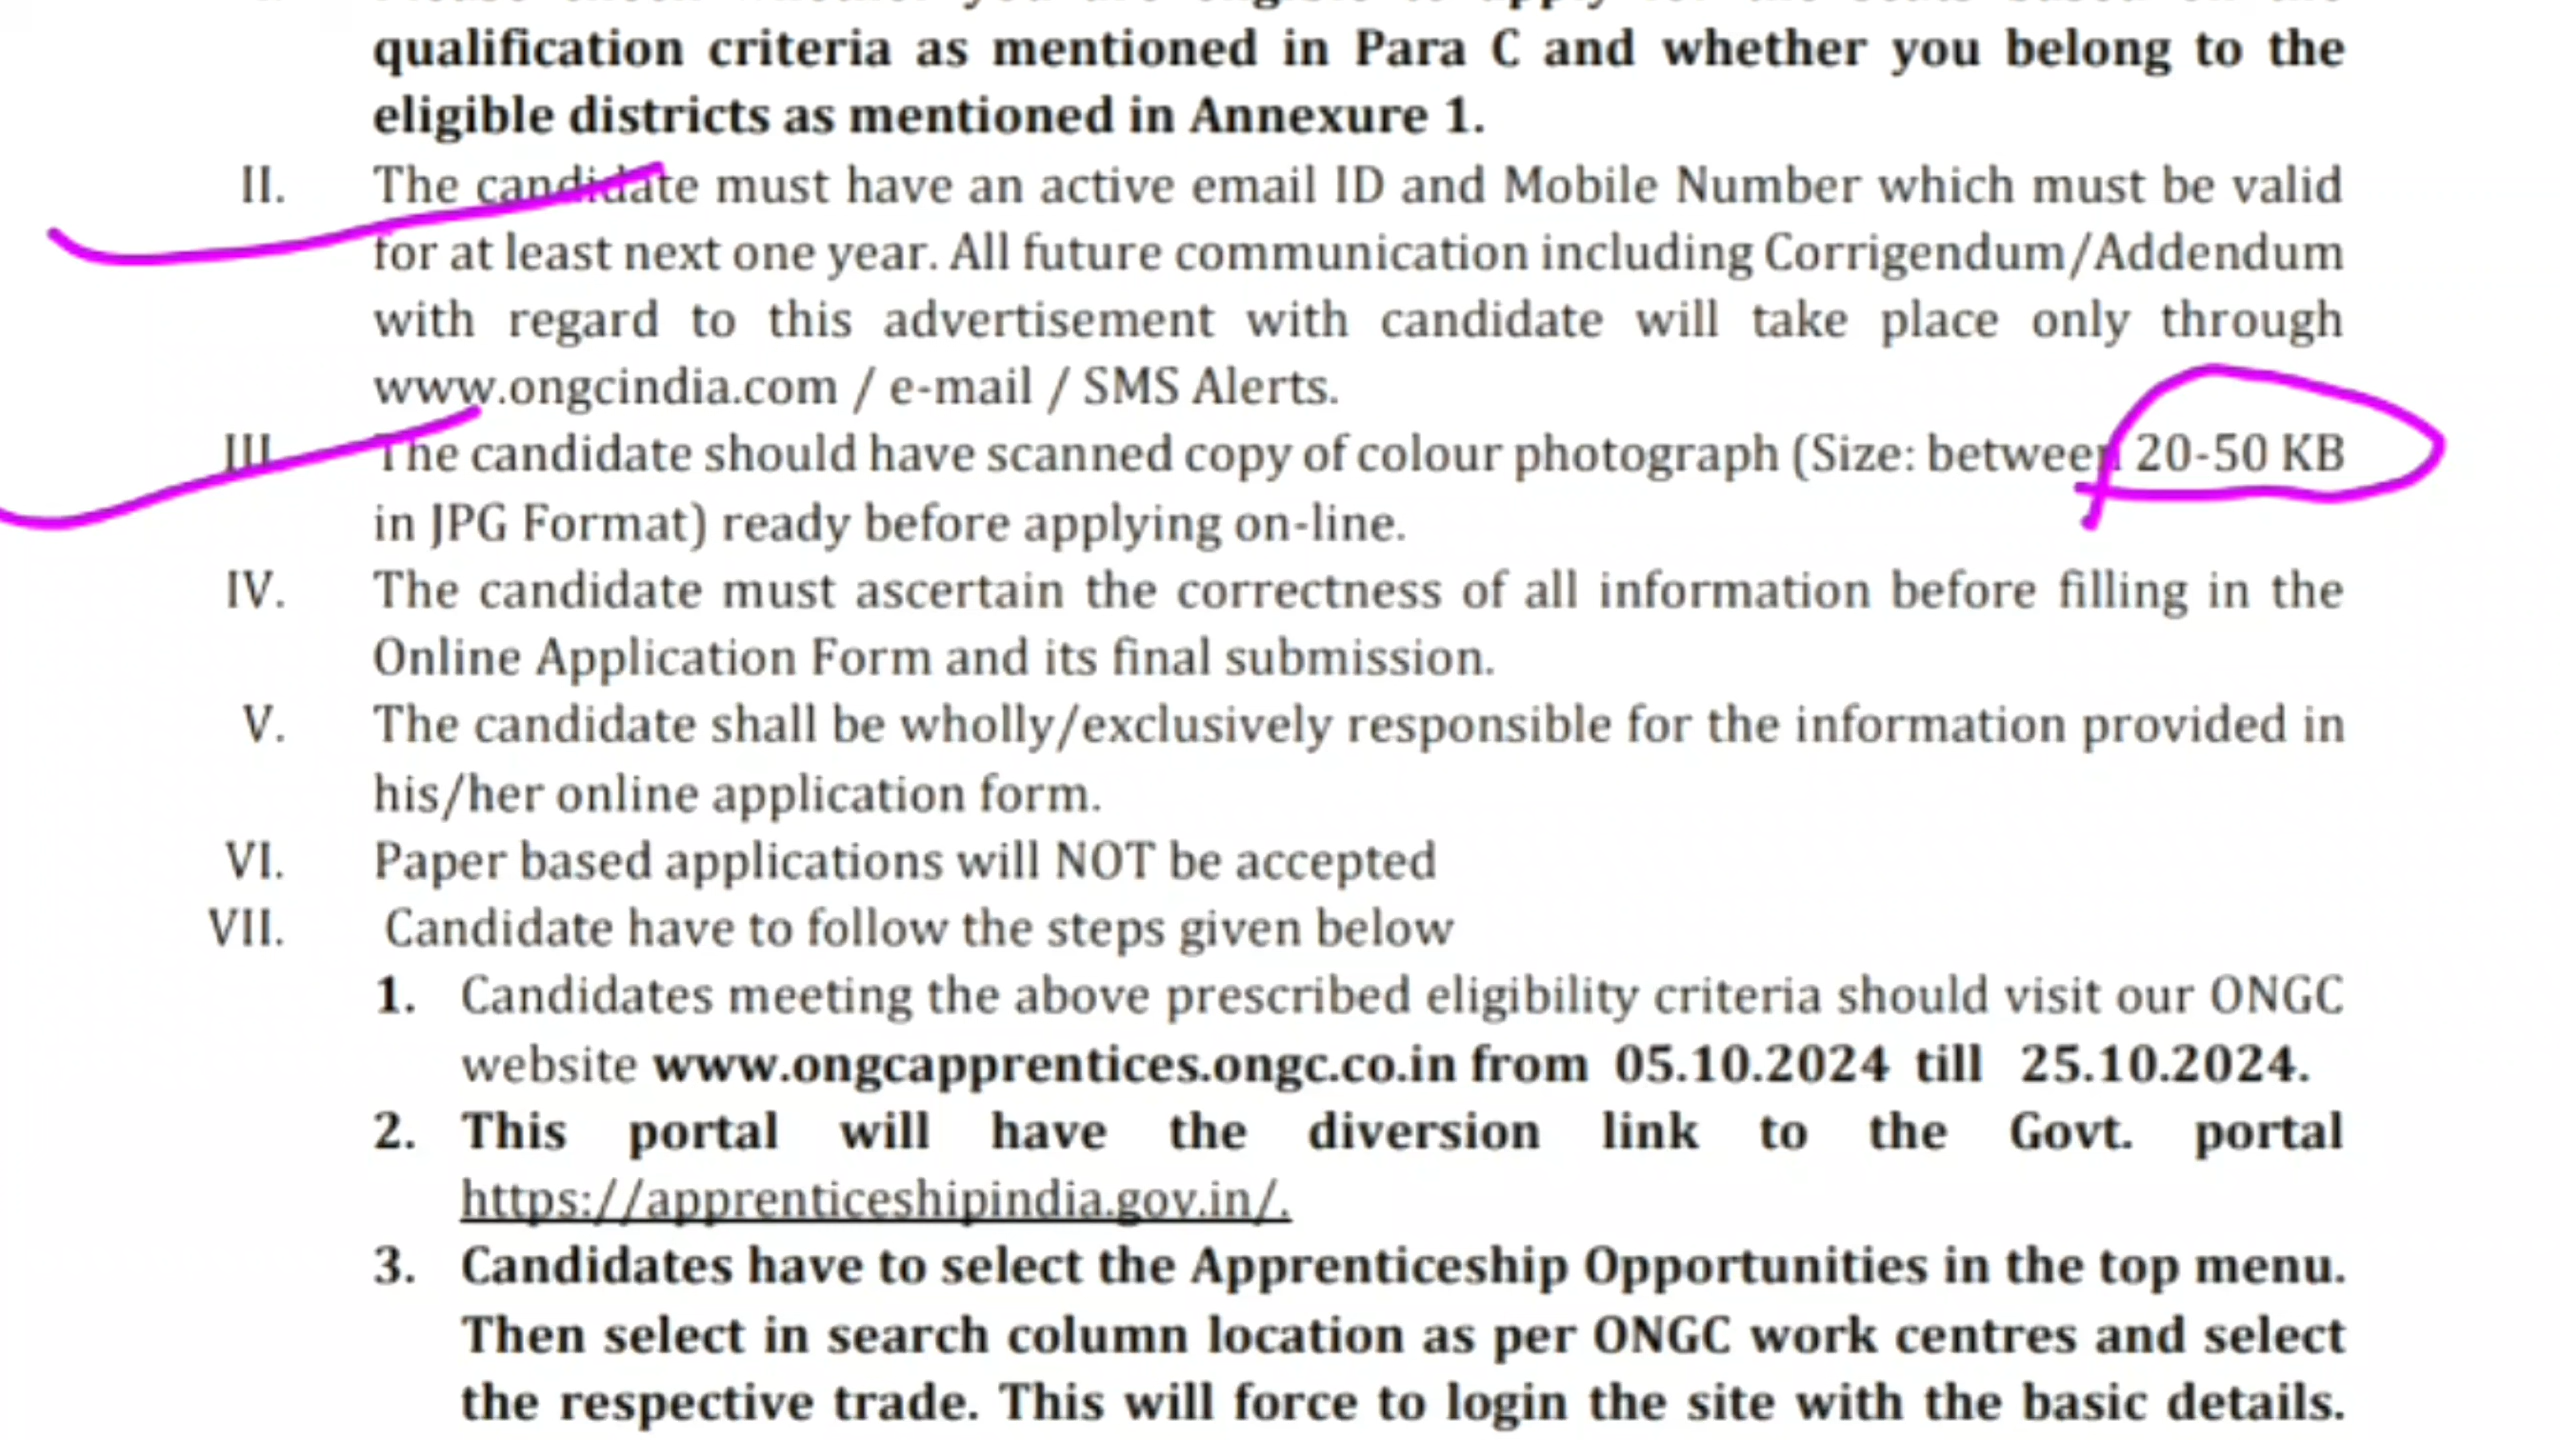 qualification criteria as mentioned in Para C and whether you belong to the
eligible districts as mentioned in Annexure 1.
II. The candidate must have an active email ID and Mobile Number which must be valid
for at least next one year. All future communication including Corrigendum/Addendum
with regard to this advertisement with candidate will take place only through
www.ongcindia.com / e-mail / SMS Alerts.
III. The candidate should have scanned copy of colour photograph (Size: between 20-50 KB
in JPG Format) ready before applying on-line.
IV. The candidate must ascertain the correctness of all information before filling in the
Online Application Form and its final submission.
V. The candidate shall be wholly/exclusively responsible for the information provided in
his/her online application form.
VI. Paper based applications will NOT be accepted
VII. Candidate have to follow the steps given below
1. Candidates meeting the above prescribed eligibility criteria should visit our ONGC
website www.ongcapprentices.ongc.co.in from 05.10.2024 till 25.10.2024.
2. This portal will have the diversion link to the Govt. portal
https://apprenticeshipindia.gov.in/.
3. Candidates have to select the Apprenticeship Opportunities in the top menu.
Then select in search column location as per ONGC work centres and select
the respective trade. This will force to login the site with the basic details.